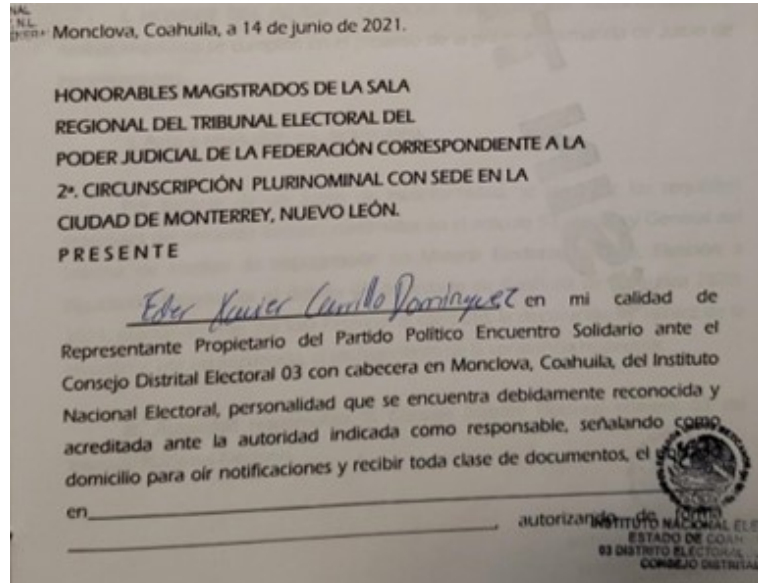 Monclova, Coahuila, a 14 de junio de 2021.
HONORABLES MAGISTRADOS DE LA SALA
REGIONAL DEL TRIBUNAL ELECTORAL DEL
PODER JUDICIAL DE LA FEDERACIÓN CORRESPONDIENTE A LA
2ª. CIRCUNSCRIPCIÓN PLURINOMINAL CON SEDE EN LA
CIUDAD DE MONTERREY, NUEVO LEÓN.
PRESENTE
Eder Xavier Carrillo Domínguez en mi calidad de
Representante Propietario del Partido Político Encuentro Solidario ante el
Consejo Distrital Electoral 03 con cabecera en Monclova, Coahuila, del Instituto
Nacional Electoral, personalidad que se encuentra debidamente reconocida y
acreditada ante la autoridad indicada como responsable, señalando como
domicilio para oír notificaciones y recibir toda clase de documentos, el
en
autorizando de forma
INSTITUTO NACIONAL ELE
ESTADO DE COAH
03 DISTRITO ELECTORAL
CONSEJO DISTRITAL